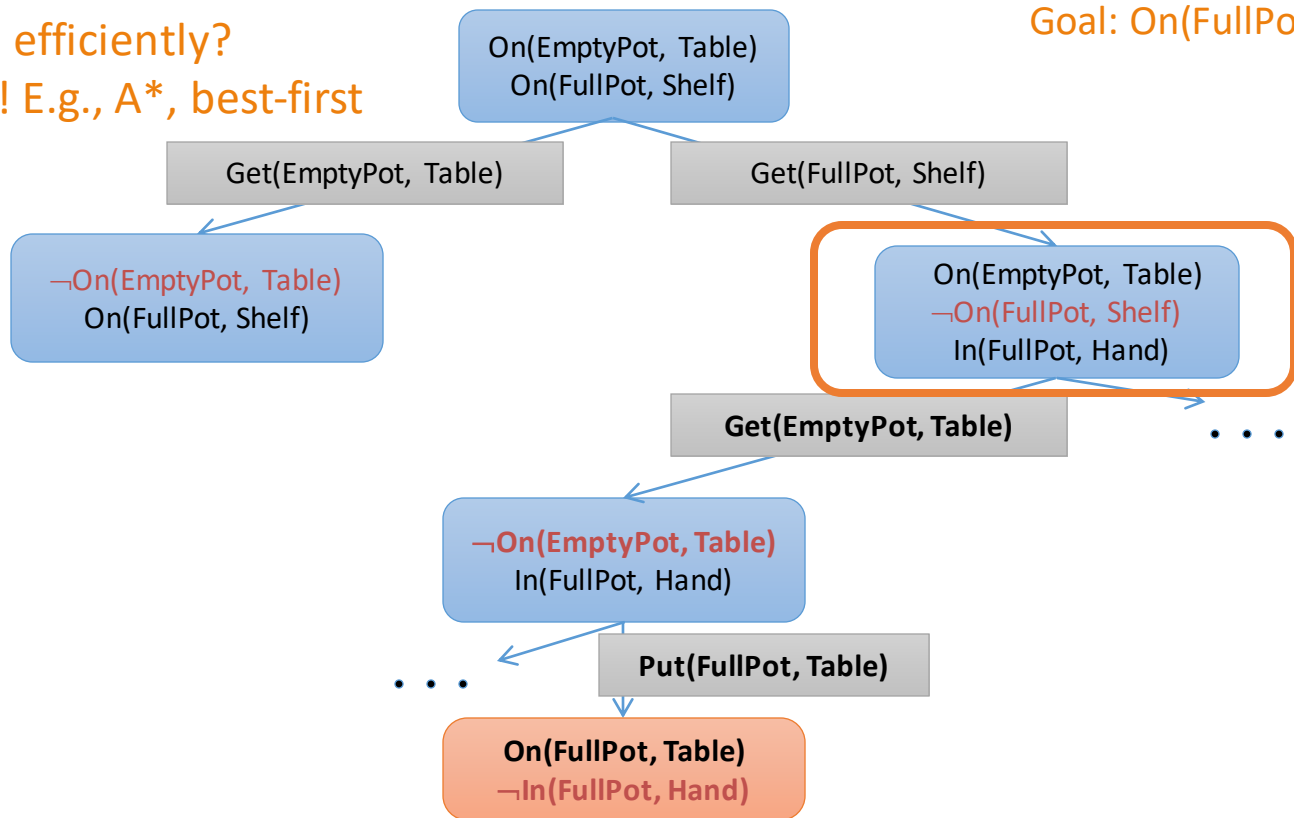 efficiently?
! E.g., A*, best-first
Goal: On(FullPo
On(EmptyPot, Table)
On(FullPot, Shelf)
Get(EmptyPot, Table)
Get(FullPot, Shelf)
¬On(EmptyPot, Table)
On(FullPot, Shelf)
On(EmptyPot, Table)
¬On(FullPot, Shelf)
In(FullPot, Hand)
Get(EmptyPot, Table)
. . .
¬On(EmptyPot, Table)
In(FullPot, Hand)
. . .
Put(FullPot, Table)
On(FullPot, Table)
¬In(FullPot, Hand)